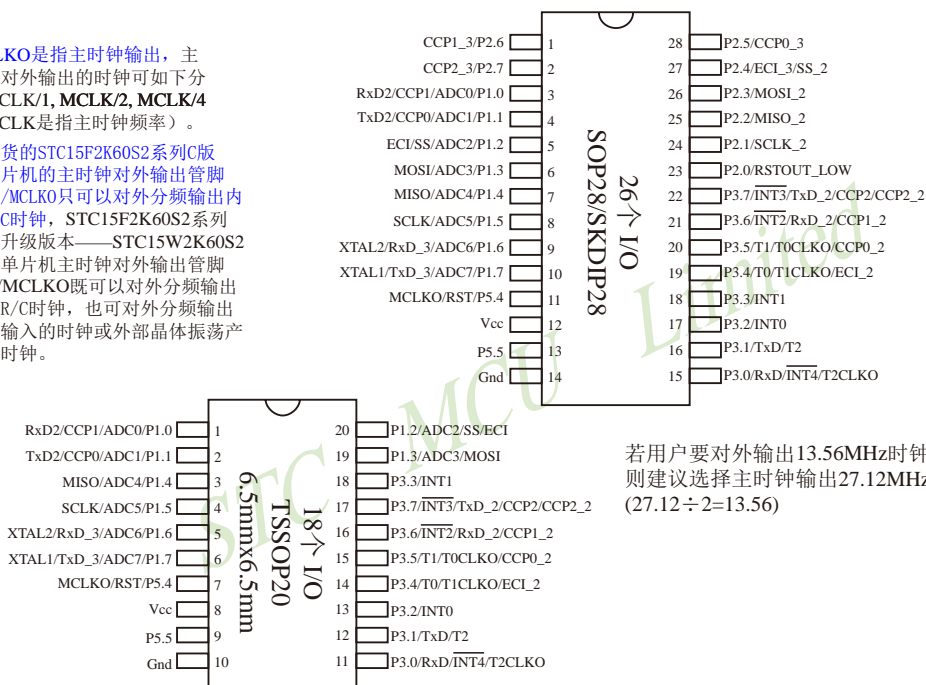 LKO是指主时钟输出，主
对外输出的时钟可如下分
CLK/1, MCLK/2, MCLK/4
CLK是指主时钟频率）。
货的STC15F2K60S2系列C版
片机的主时钟对外输出管脚
/MCLKO只可以对外分频输出内
C时钟，STC15F2K60S2系列
升级版本——STC15W2K60S2
单片机主时钟对外输出管脚
/MCLKO既可以对外分频输出
R/C时钟，也可对外分频输出
输入的时钟或外部晶体振荡产
时钟。
CCP1_3/P2.6 1 28 P2.5/CCP0_3
CCP2_3/P2.7 2 27 P2.4/ECI_3/SS_2
RxD2/CCP1/ADC0/P1.0 3 26 P2.3/MOSI_2
TxD2/CCP0/ADC1/P1.1 4 25 P2.2/MISO_2
ECI/SS/ADC2/P1.2 5 24 P2.1/SCLK_2
MOSI/ADC3/P1.3 6 23 P2.0/RSTOUT_LOW
MISO/ADC4/P1.4 7 22 P3.7/INT3/TxD_2/CCP2/CCP2_2
SCLK/ADC5/P1.5 8 21 P3.6/INT2/RxD_2/CCP1_2
XTAL2/RxD_3/ADC6/P1.6 9 20 P3.5/T1/T0CLKO/CCP0_2
XTAL1/TxD_3/ADC7/P1.7 10 19 P3.4/T0/T1CLKO/ECI_2
MCLKO/RST/P5.4 11 18 P3.3/INT1
Vcc 12 17 P3.2/INT0
P5.5 13 16 P3.1/TxD/T2
Gnd 14 15 P3.0/RxD/INT4/T2CLKO
26个 I/O
SOP28/SKDIP28
RxD2/CCP1/ADC0/P1.0 1 20 P1.2/ADC2/SS/ECI
TxD2/CCP0/ADC1/P1.1 2 19 P1.3/ADC3/MOSI
MISO/ADC4/P1.4 3 18 P3.3/INT1
SCLK/ADC5/P1.5 4 17 P3.7/INT3/TxD_2/CCP2/CCP2_2
XTAL2/RxD_3/ADC6/P1.6 5 16 P3.6/INT2/RxD_2/CCP1_2
XTAL1/TxD_3/ADC7/P1.7 6 15 P3.5/T1/T0CLKO/CCP0_2
MCLKO/RST/P5.4 7 14 P3.4/T0/T1CLKO/ECI_2
Vcc 8 13 P3.2/INT0
P5.5 9 12 P3.1/TxD/T2
Gnd 10 11 P3.0/RxD/INT4/T2CLKO
18个 I/O
TSSOP20
6.5mmx6.5mm
若用户要对外输出13.56MHz时钟
则建议选择主时钟输出27.12MHz
(27.12÷2=13.56)
STC MCU Limited